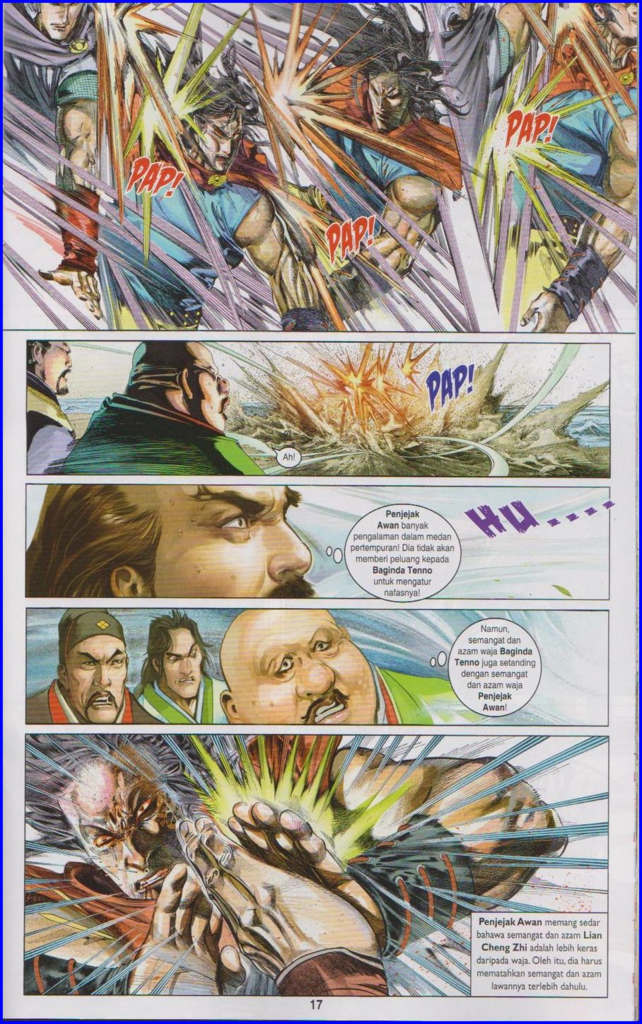 PAP!
PAP!
PAP!
PAP!
Ah!
Penjejak
Awan banyak
pengalaman dalam medan
pertempuran! Dia tidak akan
memberi peluang kepada
Baginda Tenno
untuk mengatur
nafasnya!
HU....
Namun,
semangat dan
azam waja Baginda
Tenno juga setanding
dengan semangat
dan azam waja
Penjejak
Awan!
Penjejak Awan memang sedar
bahawa semangat dan azam Lian
Cheng Zhi adalah lebih keras
daripada waja. Oleh itu, dia harus
mematahkan semangat dan azam
lawannya terlebih dahulu.
17